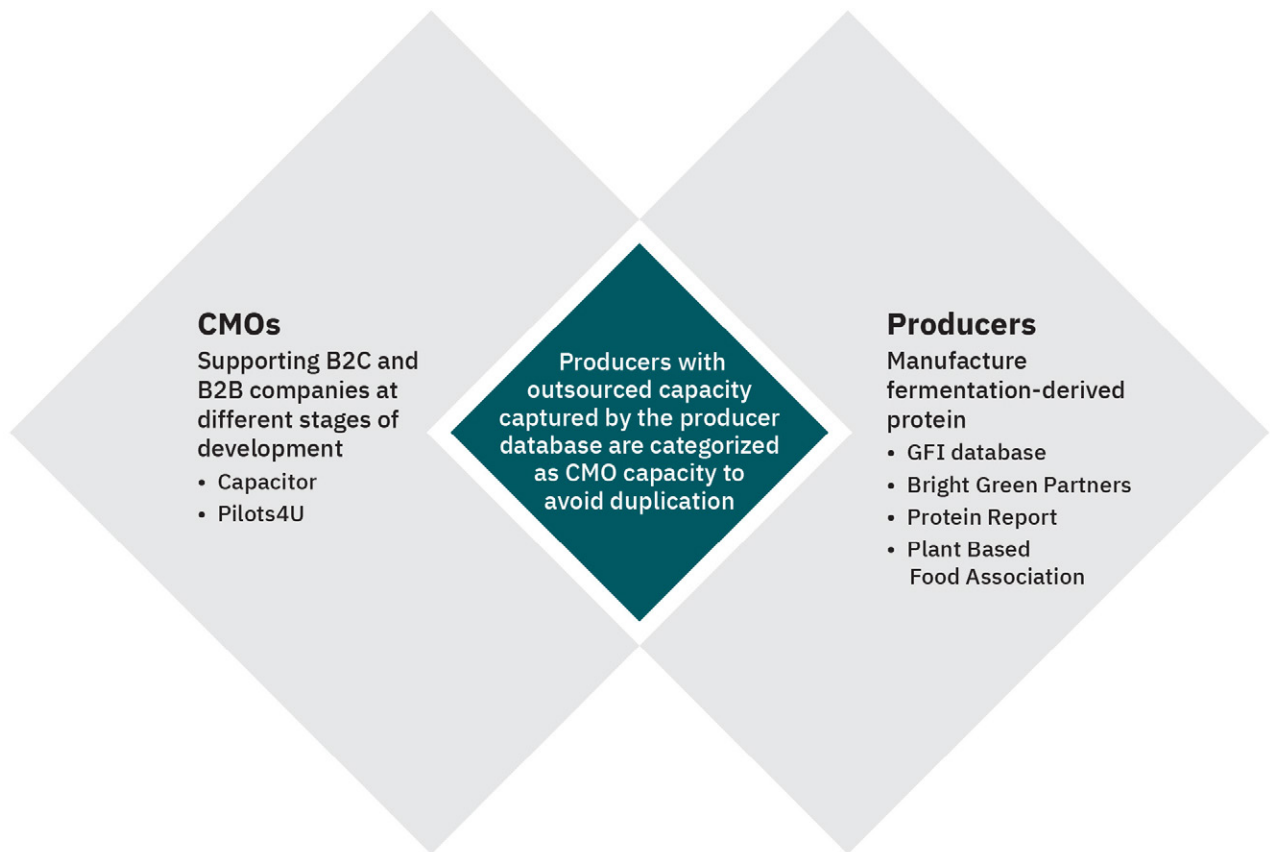 CMOs
Supporting B2C and
B2B companies at
different stages of
development
• Capacitor
• Pilots4U
Producers with
outsourced capacity
captured by the producer
database are categorized
as CMO capacity to
avoid duplication
Producers
Manufacture
fermentation-derived
protein
• GFI database
• Bright Green Partners
• Protein Report
• Plant Based
Food Association